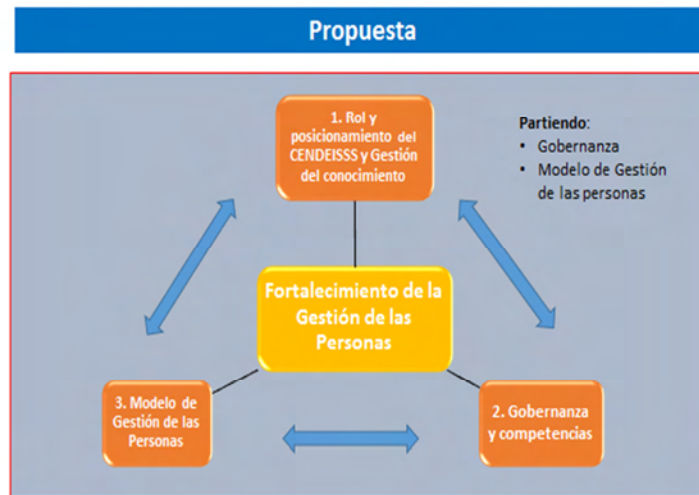 Propuesta
1. Rol y
posicionamiento del
CENDEISSS y Gestión
del conocimiento
Partiendo:
• Gobernanza
• Modelo de Gestión
de las personas
Fortalecimiento de la
Gestión de las
Personas
3. Modelo de
Gestión de las
Personas
2. Gobernanza
y competencias